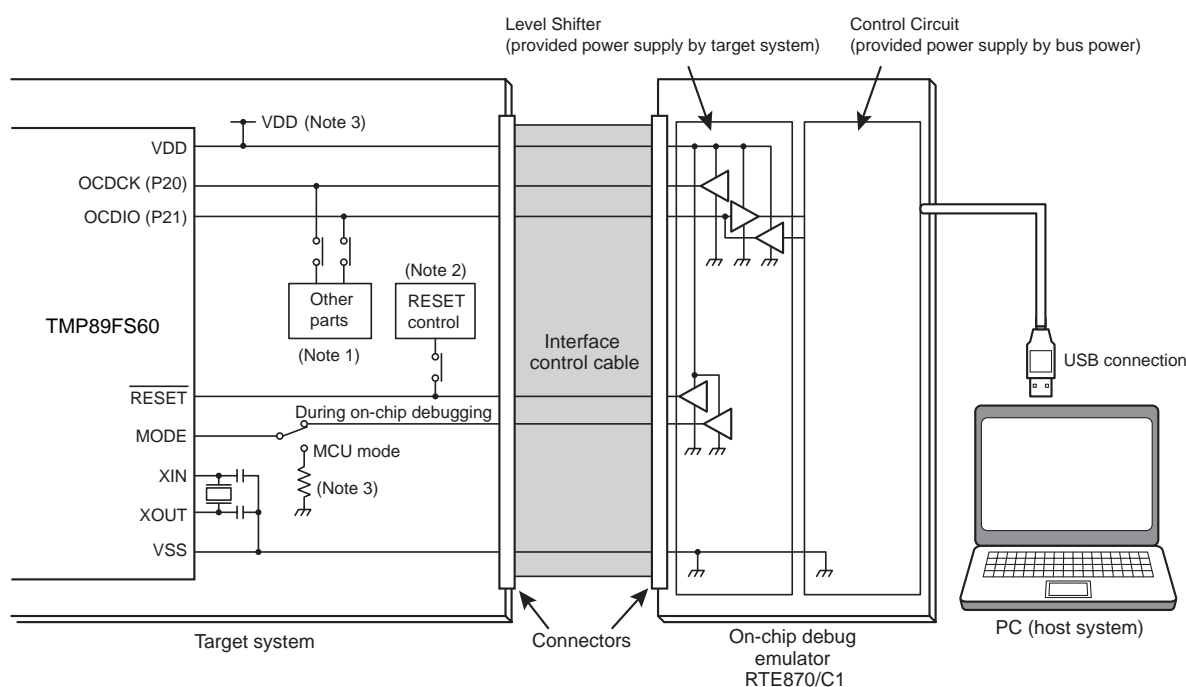 Level Shifter
(provided power supply by target system)
Control Circuit
(provided power supply by bus power)
VDD (Note 3)
VDD
OCDCK (P20)
OCDIO (P21)
(Note 2)
Other
parts
RESET
control
TMP89FS60
(Note 1)
Interface
control cable
USB connection
RESET
During on-chip debugging
MODE
MCU mode
XIN
(Note 3)
XOUT
VSS
Target system
Connectors
On-chip debug
emulator
RTE870/C1
PC (host system)